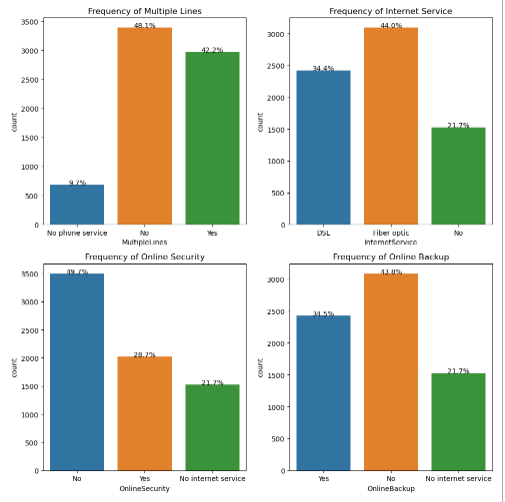 Frequency of Multiple Lines
3500
3000
2500
2000
1500
1000
500
0
count
9.7%
48.1%
42.2%
No phone service
No
Yes
MultipleLines
Frequency of Internet Service
3000
2500
2000
1500
1000
500
0
count
34.4%
44.0%
21.7%
DSL
Fiber optic
No
InternetService
Frequency of Online Security
3500
3000
2500
2000
1500
1000
500
0
count
49.7%
28.7%
21.7%
No
Yes
No internet service
OnlineSecurity
Frequency of Online Backup
3000
2500
2000
1500
1000
500
0
count
34.5%
43.8%
21.7%
Yes
No
No internet service
OnlineBackup